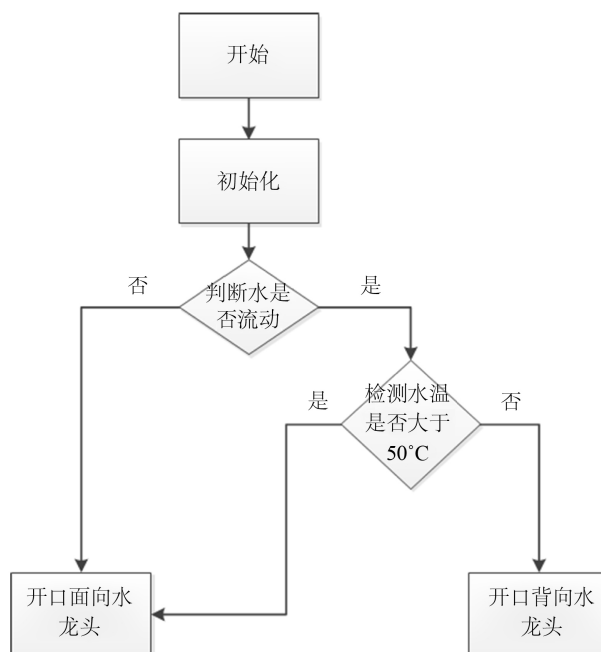 开始
初始化
否
是
判断水是
否流动
是
检测水温
是否大于
50°C
否
开口面向水
龙头
开口背向水
龙头